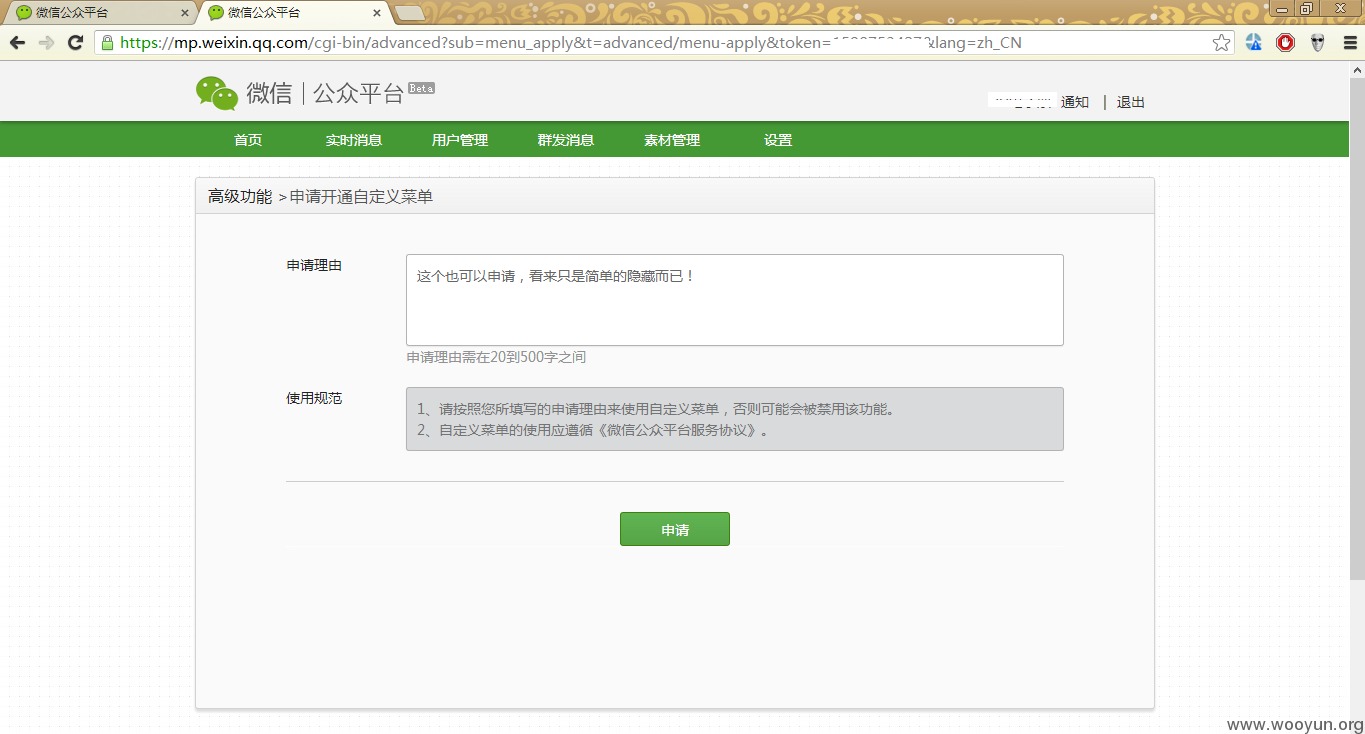 微信公众平台
微信公众平台
https://mp.weixin.qq.com/cgi-bin/advanced?sub=menu_apply&t=advanced/menu-apply&token= &lang=zh_CN
微信 | 公众平台 Beta
通知 | 退出
首页 实时消息 用户管理 群发消息 素材管理 设置
高级功能 >申请开通自定义菜单
申请理由
这个也可以申请，看来只是简单的隐藏而已！
申请理由需在20到500字之间
使用规范
1、请按照您所填写的申请理由来使用自定义菜单，否则可能会被禁用该功能。
2、自定义菜单的使用应遵循《微信公众平台服务协议》。
申请
www.wooyun.org